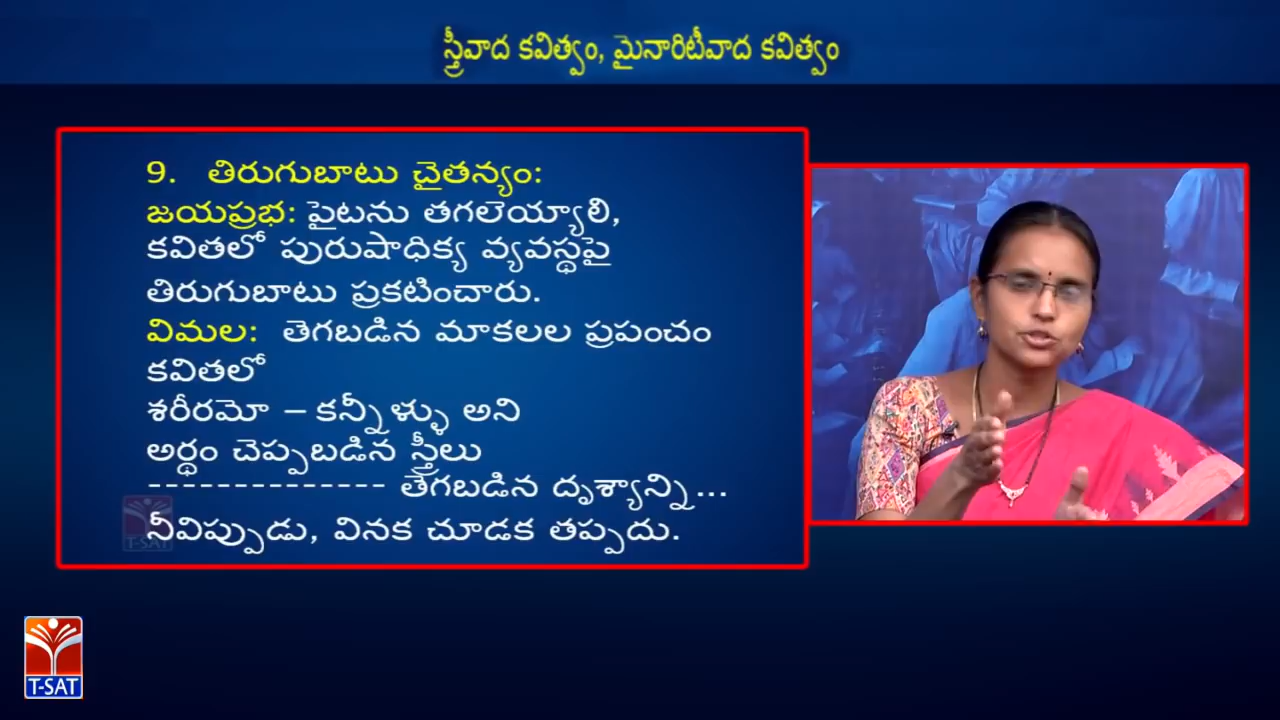 స్త్రీవాద కవిత్వం, మైనారిటీవాద కవిత్వం
9. తిరుగుబాటు చైతన్యం:
జయప్రభ: పైటను తగలెయ్యాలి,
కవితలో పురుషాధిక్య వ్యవస్థపై
తిరుగుబాటు ప్రకటించారు.
విమల: తెగబడిన మాకలల ప్రపంచం
కవితలో
శరీరమో – కన్నీళ్ళు అని
అర్థం చెప్పబడిన స్త్రీలు
-------------- తెగబడిన దృశ్యాన్ని...
నీవిప్పుడు, వినక చూడక తప్పదు.
T-SAT
T-SAT